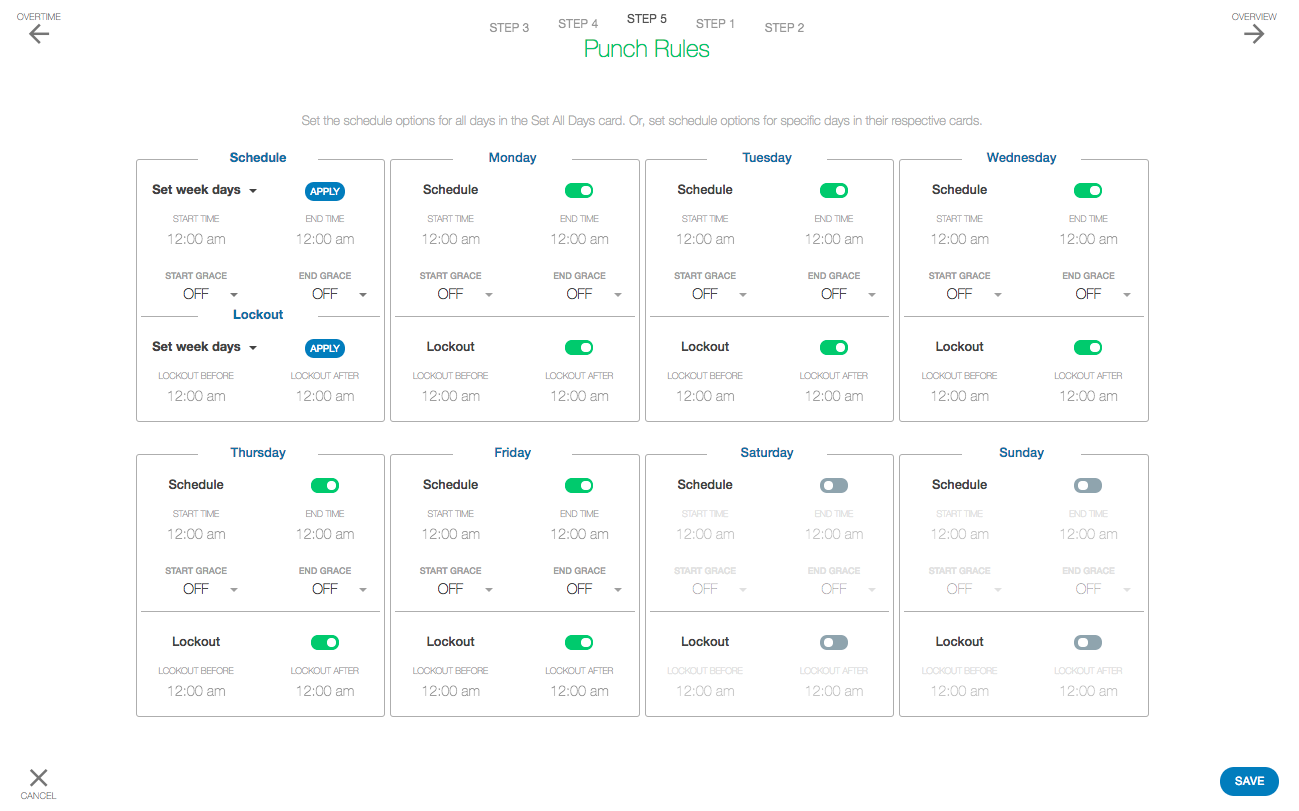 OVERTIME
STEP 3 STEP 4 STEP 5 STEP 1 STEP 2
OVERVIEW
Punch Rules
Set the schedule options for all days in the Set All Days card. Or, set schedule options for specific days in their respective cards.
Schedule
Set week days APPLY
START TIME END TIME
12:00 am 12:00 am
START GRACE END GRACE
OFF OFF
Lockout
Set week days APPLY
LOCKOUT BEFORE LOCKOUT AFTER
12:00 am 12:00 am
Monday
Schedule
START TIME END TIME
12:00 am 12:00 am
START GRACE END GRACE
OFF OFF
Lockout
LOCKOUT BEFORE LOCKOUT AFTER
12:00 am 12:00 am
Tuesday
Schedule
START TIME END TIME
12:00 am 12:00 am
START GRACE END GRACE
OFF OFF
Lockout
LOCKOUT BEFORE LOCKOUT AFTER
12:00 am 12:00 am
Wednesday
Schedule
START TIME END TIME
12:00 am 12:00 am
START GRACE END GRACE
OFF OFF
Lockout
LOCKOUT BEFORE LOCKOUT AFTER
12:00 am 12:00 am
Thursday
Schedule
START TIME END TIME
12:00 am 12:00 am
START GRACE END GRACE
OFF OFF
Lockout
LOCKOUT BEFORE LOCKOUT AFTER
12:00 am 12:00 am
Friday
Schedule
START TIME END TIME
12:00 am 12:00 am
START GRACE END GRACE
OFF OFF
Lockout
LOCKOUT BEFORE LOCKOUT AFTER
12:00 am 12:00 am
Saturday
Schedule
START TIME END TIME
12:00 am 12:00 am
START GRACE END GRACE
OFF OFF
Lockout
LOCKOUT BEFORE LOCKOUT AFTER
12:00 am 12:00 am
Sunday
Schedule
START TIME END TIME
12:00 am 12:00 am
START GRACE END GRACE
OFF OFF
Lockout
LOCKOUT BEFORE LOCKOUT AFTER
12:00 am 12:00 am
CANCEL
SAVE